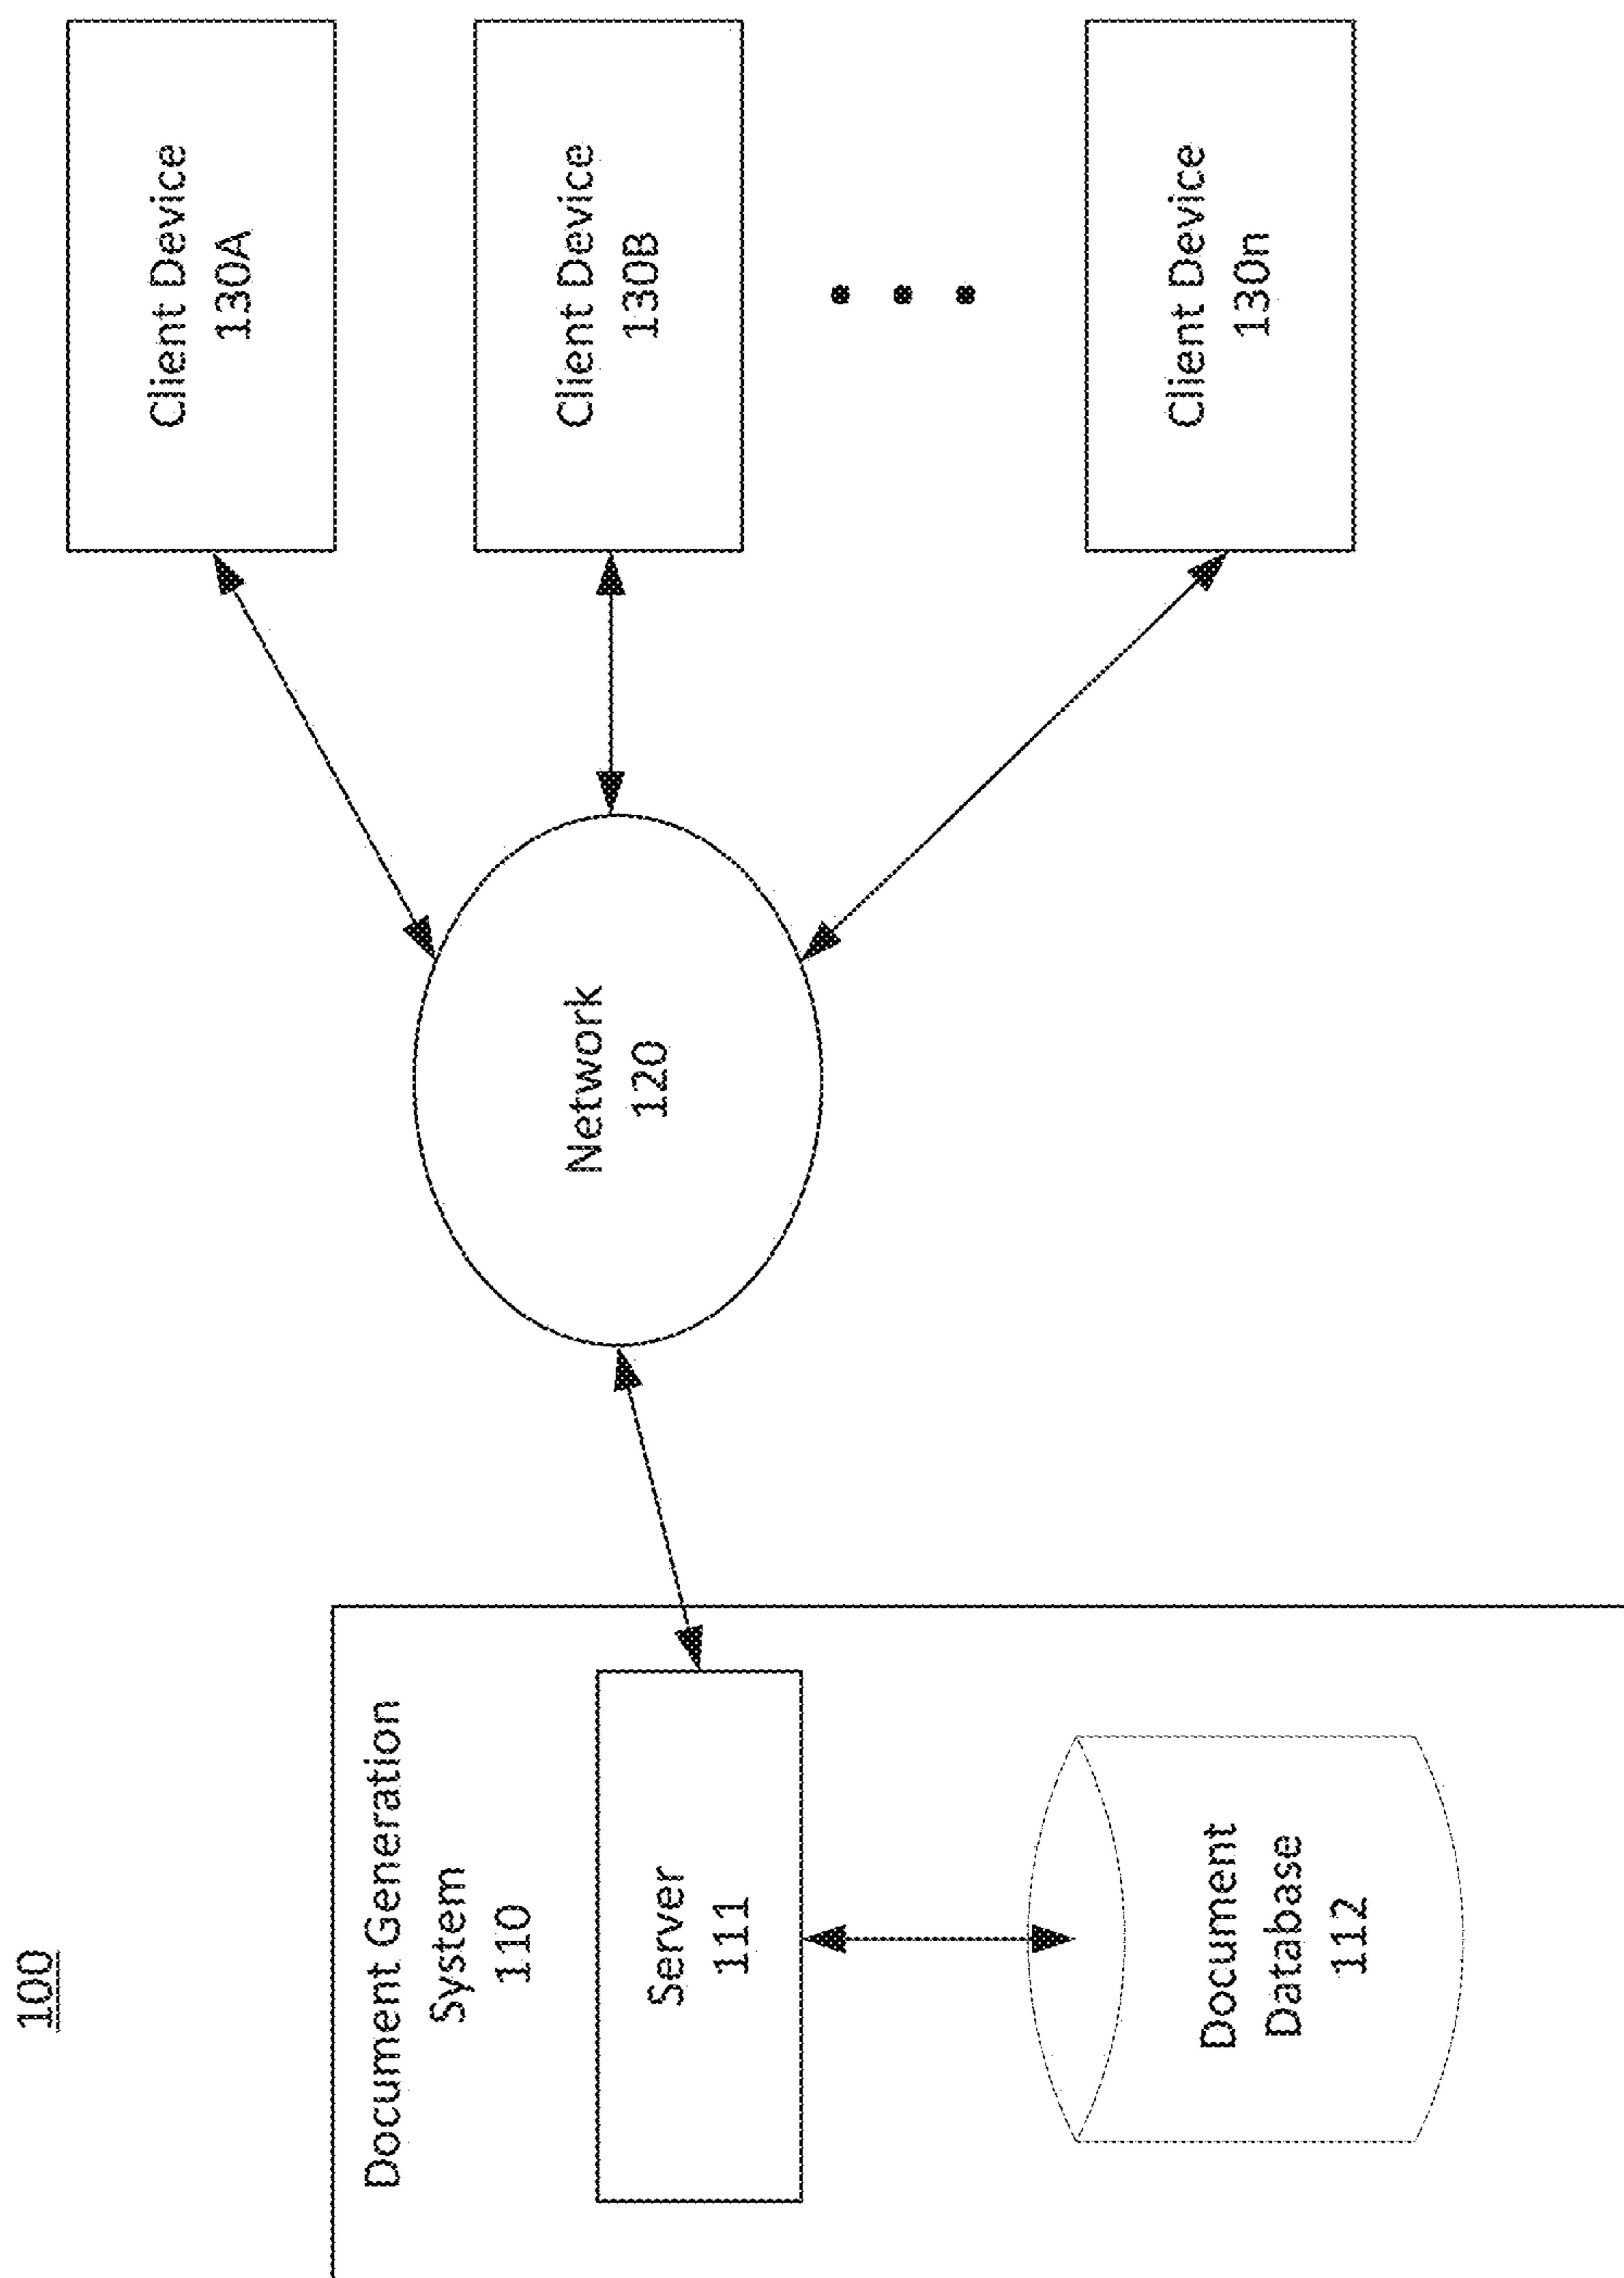 100
Document Generation
System
110
Server
111
Document
Database
112
Network
120
Client Device
130A
Client Device
130B
Client Device
130n